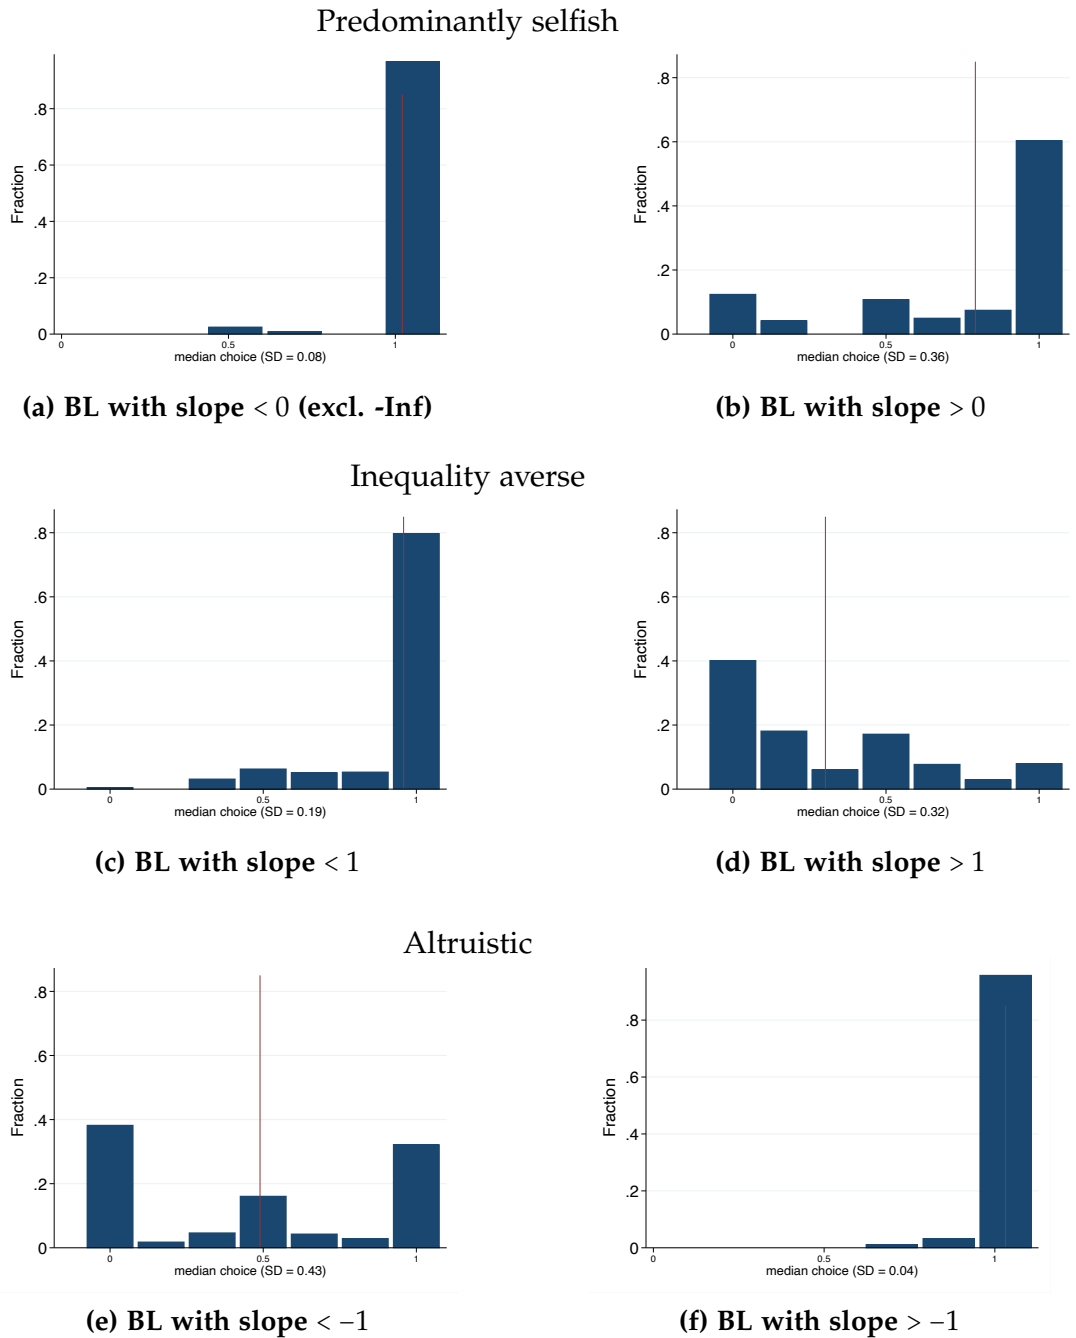 Predominantly selfish
Fraction
.8
.6
.4
.2
0
0 0.5 1
median choice (SD = 0.08)
(a) BL with slope < 0 (excl. -Inf)
Fraction
.8
.6
.4
.2
0
0 0.5 1
median choice (SD = 0.36)
(b) BL with slope > 0
Inequality averse
Fraction
.8
.6
.4
.2
0
0 0.5 1
median choice (SD = 0.19)
(c) BL with slope < 1
Fraction
.8
.6
.4
.2
0
0 0.5 1
median choice (SD = 0.32)
(d) BL with slope > 1
Altruistic
Fraction
.8
.6
.4
.2
0
0 0.5 1
median choice (SD = 0.43)
(e) BL with slope < −1
Fraction
.8
.6
.4
.2
0
0 0.5 1
median choice (SD = 0.04)
(f) BL with slope > −1